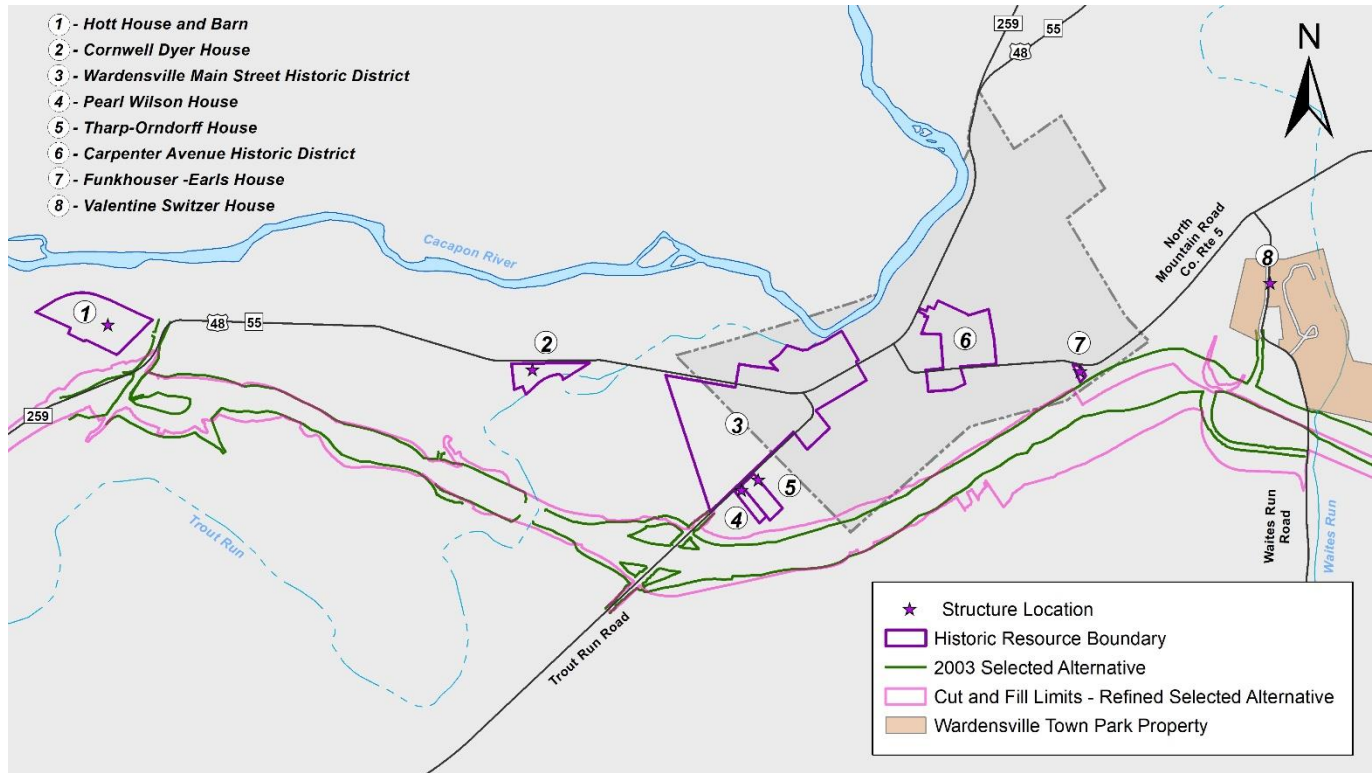 1 - Hott House and Barn
2 - Cornwell Dyer House
3 - Wardensville Main Street Historic District
4 - Pearl Wilson House
5 - Tharp-Orndorff House
6 - Carpenter Avenue Historic District
7 - Funkhouser -Earls House
8 - Valentine Switzer House
259
55
48
N
Cacapon River
North
Mountain Road
Co. Rte 5
8
1
48
55
2
6
7
259
3
5
4
Trout Run
Trout Run Road
Waites Run
Road
Waites Run
Structure Location
Historic Resource Boundary
2003 Selected Alternative
Cut and Fill Limits - Refined Selected Alternative
Wardensville Town Park Property